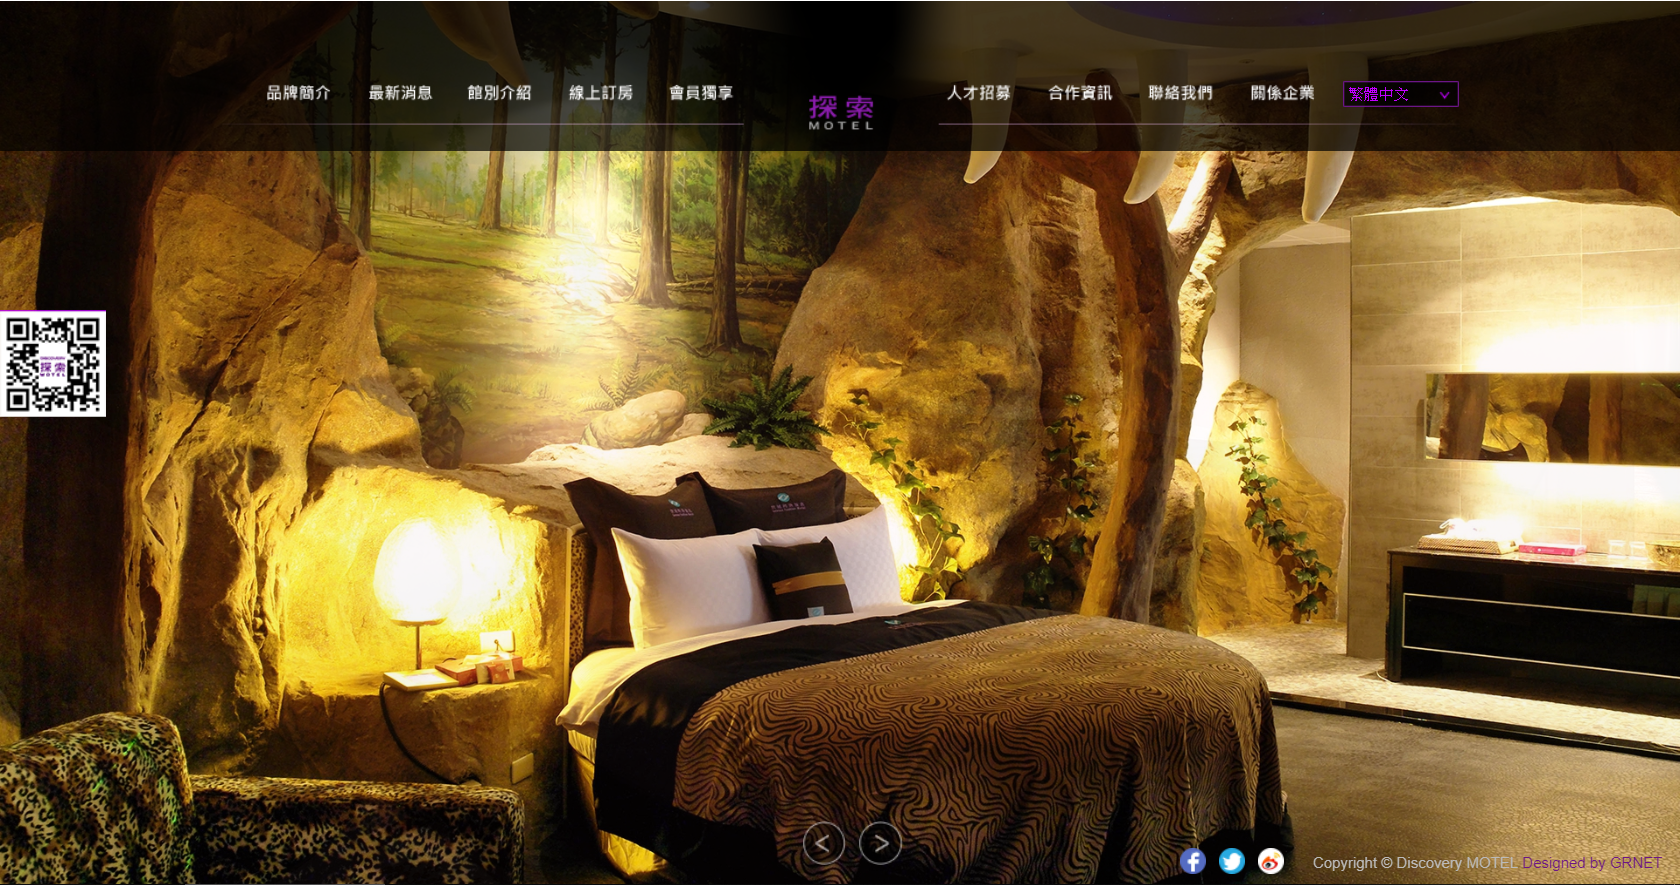 品牌簡介 最新消息 館別介紹 線上訂房 會員獨享
探索
MOTEL
人才招募 合作資訊 聯絡我們 關係企業 繁體中文
探索
MOTEL
Copyright © Discovery MOTEL Designed by GRNET.